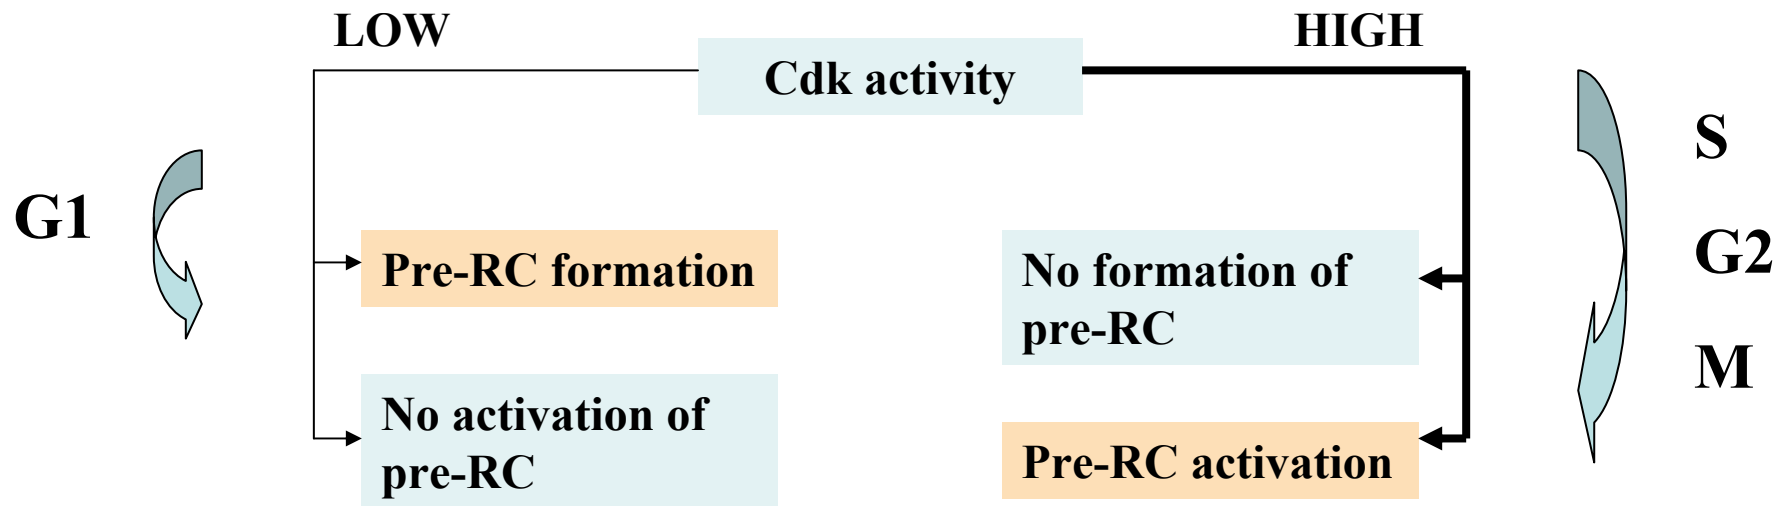 LOW
HIGH
Cdk activity
G1
S
G2
M
Pre-RC formation
No activation of
pre-RC
No formation of
pre-RC
Pre-RC activation